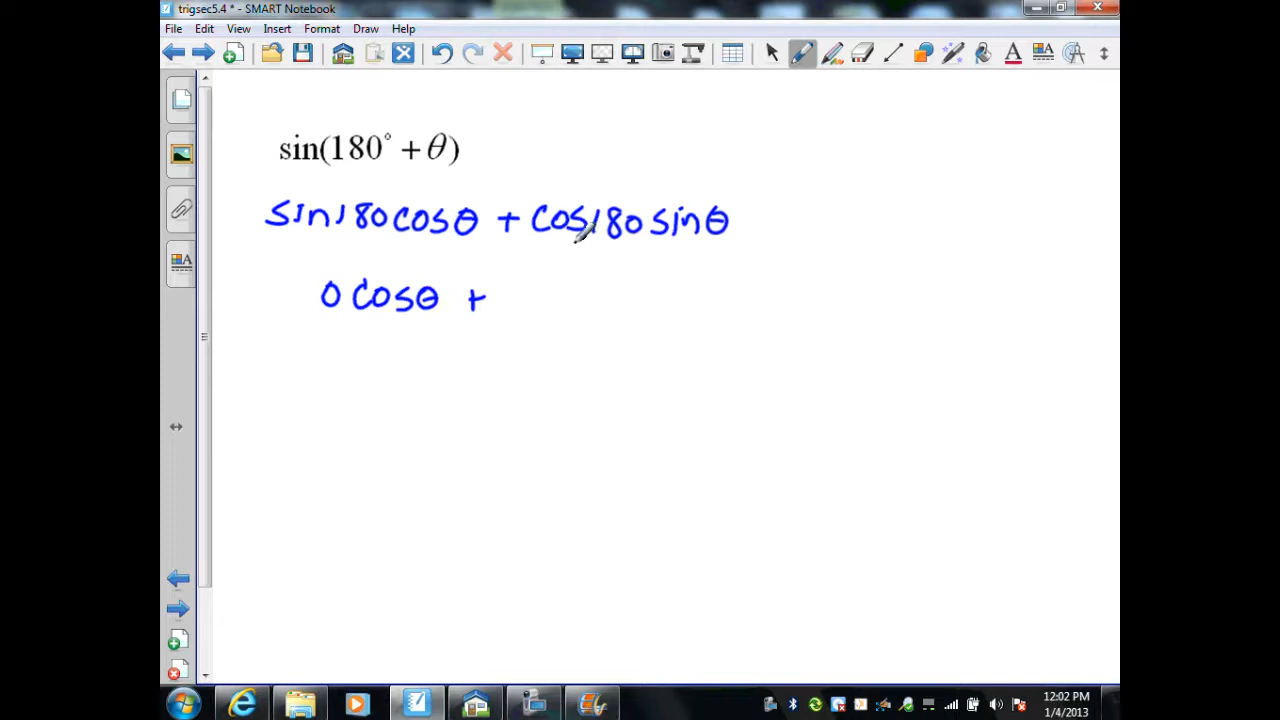 trigsec5.4 * - SMART Notebook
File Edit View Insert Format Draw Help
sin(180° + θ)
sin180cosθ + cos180sinθ
0cosθ +
12:02 PM
1/4/2013